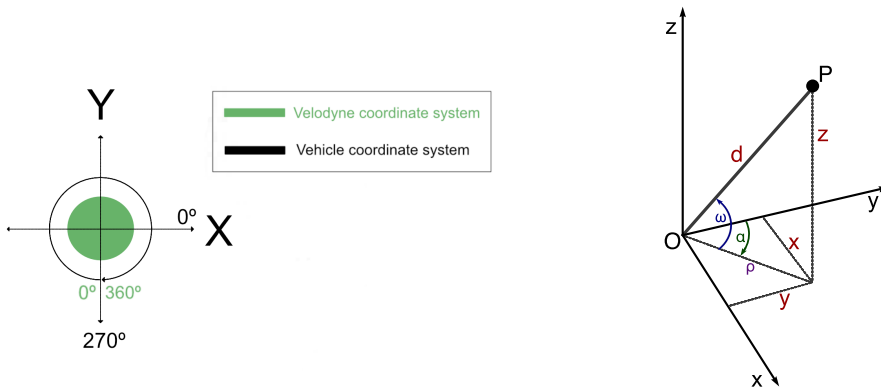 Y
Velodyne coordinate system
Vehicle coordinate system
0º
X
0º 360º
270º
z
P
z
d
y
ω
α
O
x
ρ
y
x